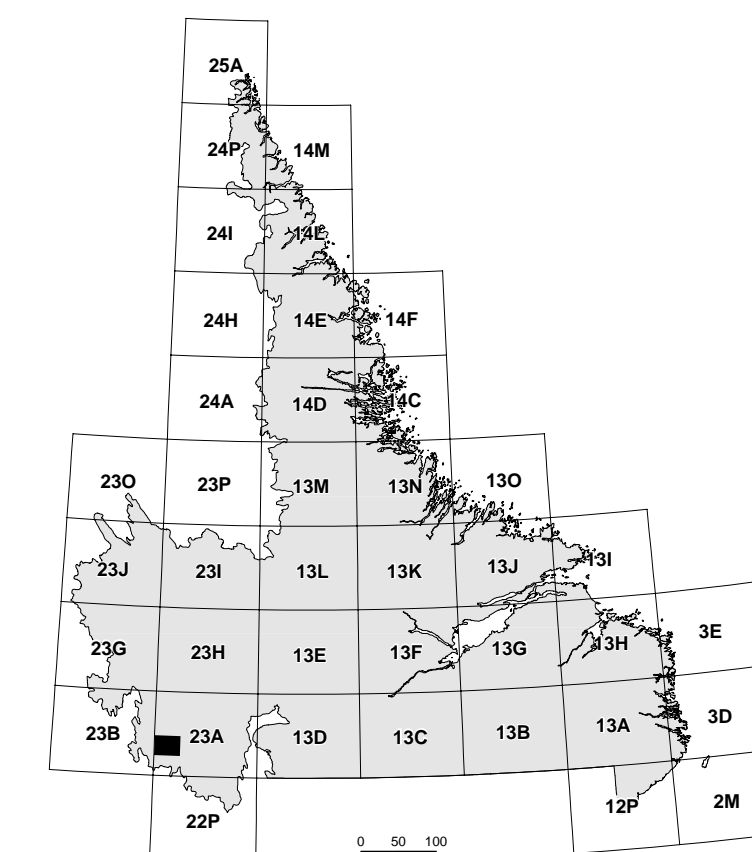 25A
24P 14M
24I 14L
24H 14E 14F
24A 14D 14C
23O 23P 13M 13N 13O
23J 23I 13L 13K 13J 13I
23G 23H 13E 13F 13G 13H 3E
23B 23A 13D 13C 13B 13A 3D
22P 12P 2M
0 50 100